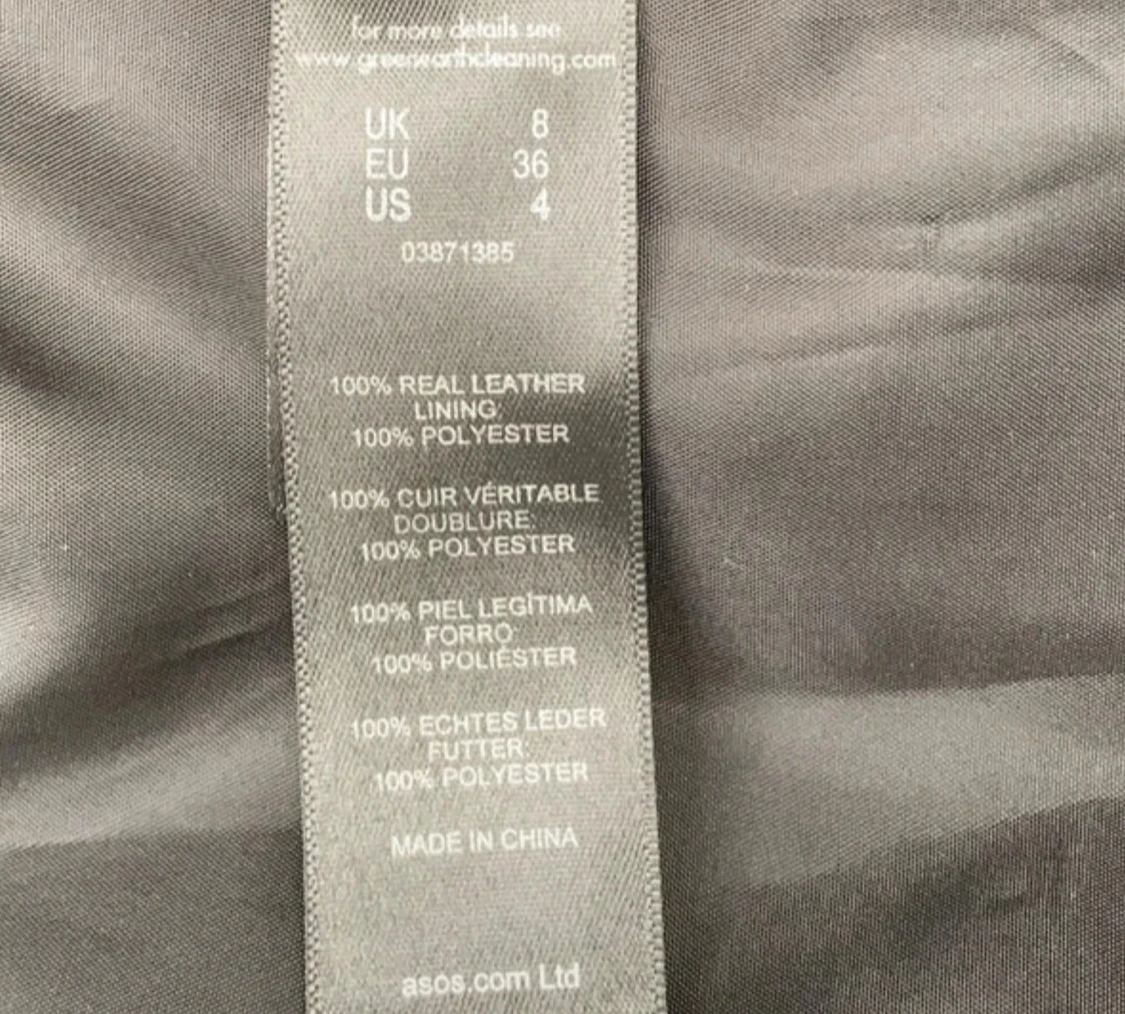 for more details see
www.greenearthcleaning.com
UK 8
EU 36
US 4
03871385
100% REAL LEATHER
LINING:
100% POLYESTER
100% CUIR VÉRITABLE
DOUBLURE:
100% POLYESTER
100% PIEL LEGÍTIMA
FORRO:
100% POLIÉSTER
100% ECHTES LEDER
FUTTER:
100% POLYESTER
MADE IN CHINA
asos.com Ltd